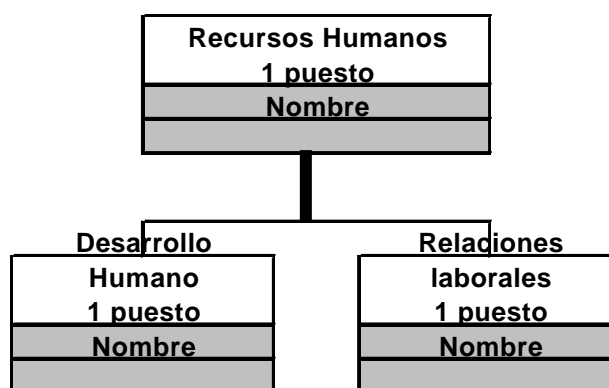 Recursos Humanos
1 puesto
Nombre
Desarrollo
Humano
1 puesto
Nombre
Relaciones
laborales
1 puesto
Nombre